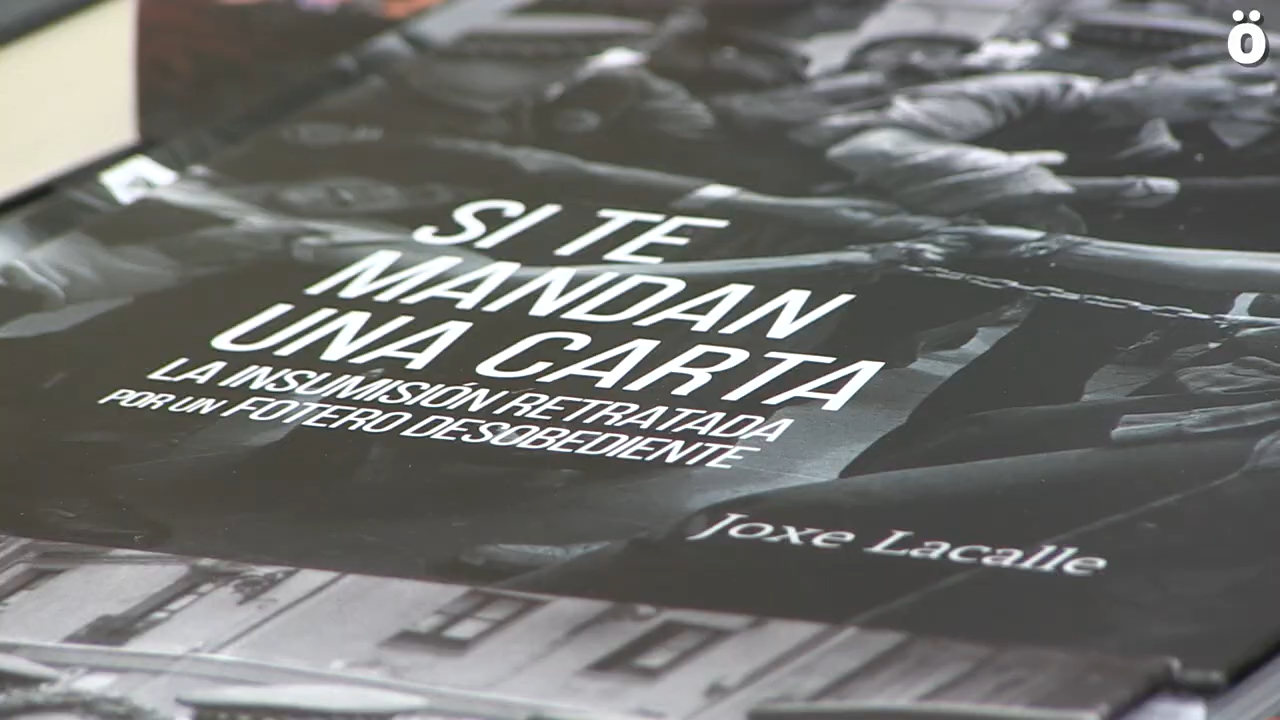 ö
SI TE
MANDAN
UNA CARTA
LA INSUMISIÓN RETRATADA
POR UN FOTERO DESOBEDIENTE
Joxe Lacalle